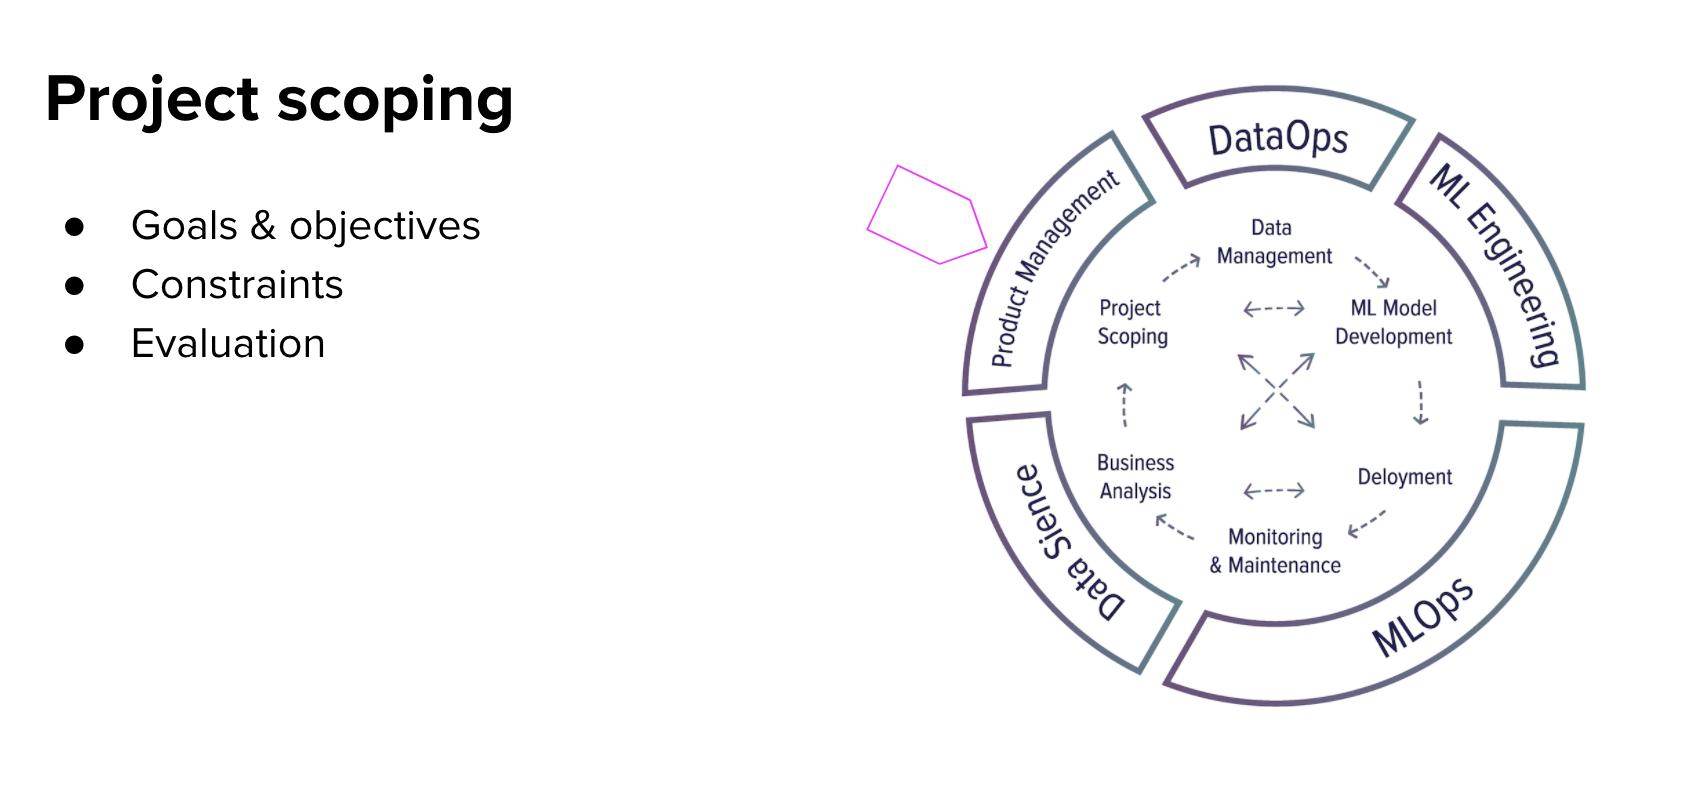 Project scoping
● Goals & objectives
● Constraints
● Evaluation
DataOps
ML Engineering
MLOps
Data Sience
Product Management
Data
Management
ML Model
Development
Deloyment
Monitoring
& Maintenance
Business
Analysis
Project
Scoping